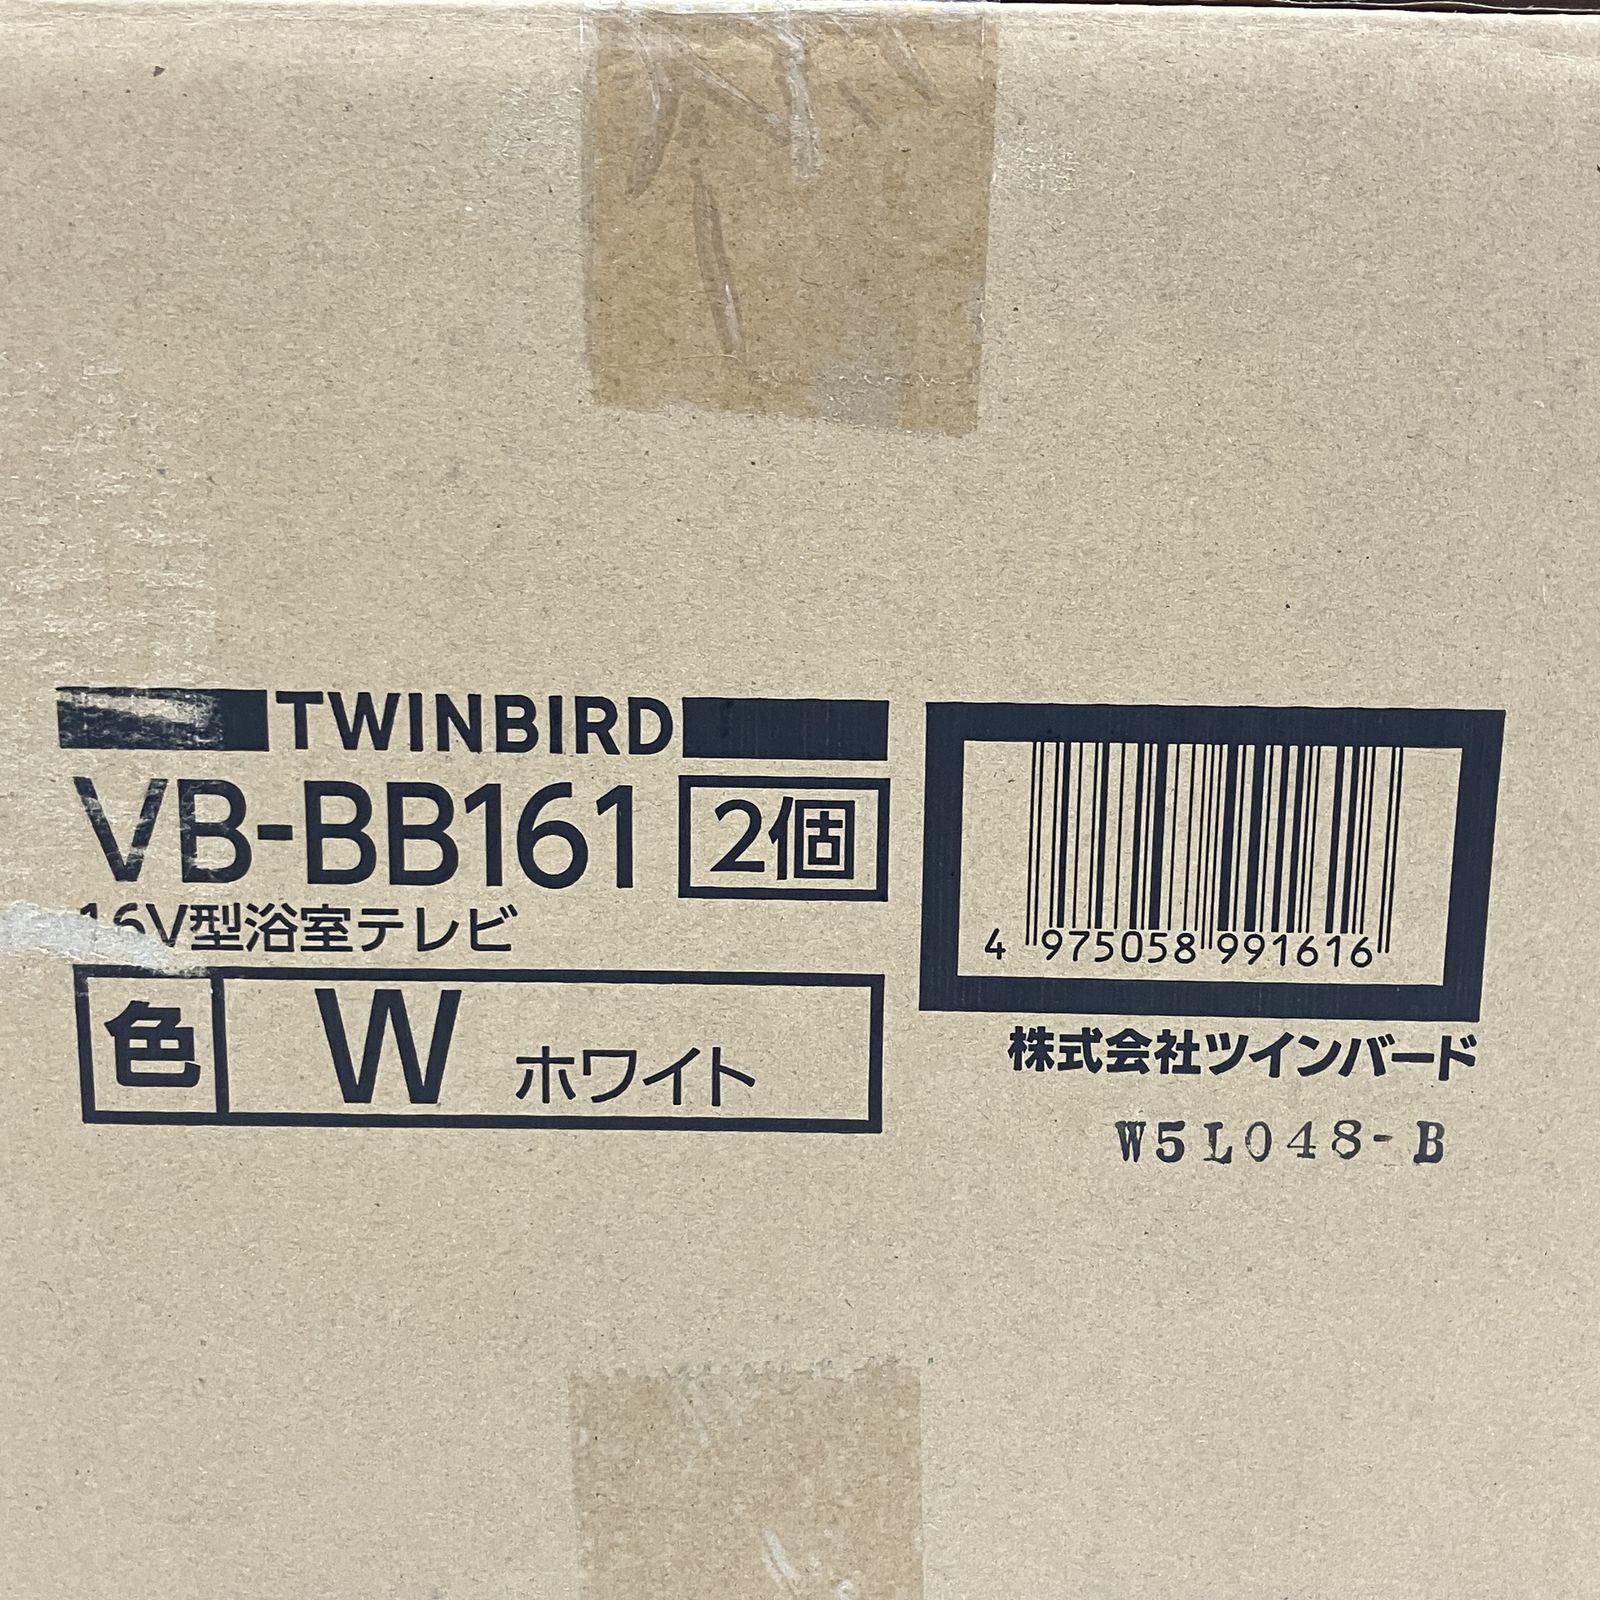 TWINBIRD
VB-BB161 2個
16V型浴室テレビ
色 W ホワイト
4 975058 991616
株式会社ツインバード
W5L048-B